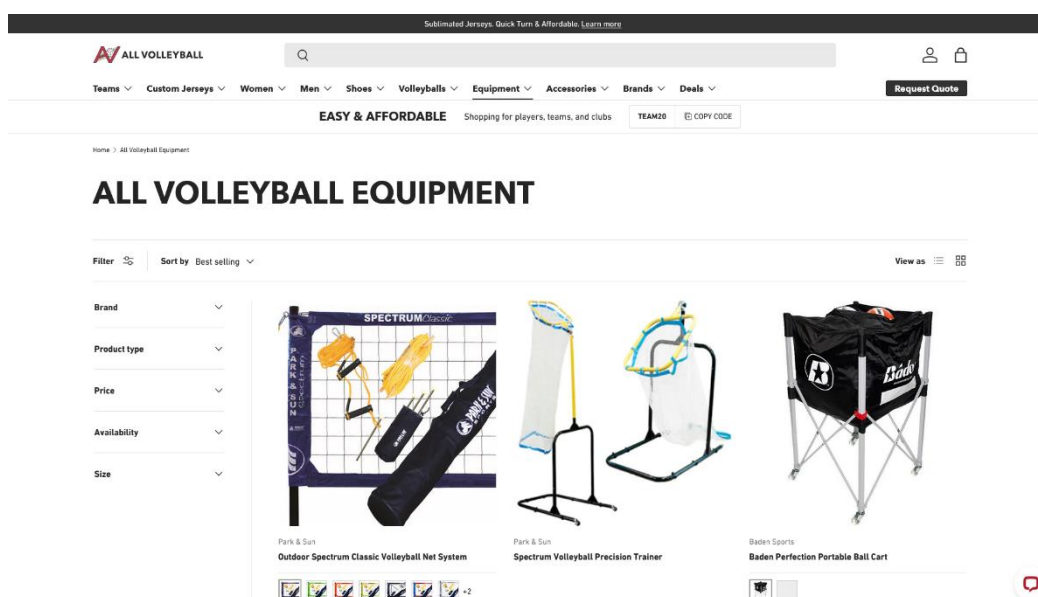 Sublimated Jerseys. Quick Turn & Affordable. Learn more
ALL VOLLEYBALL
Teams Custom Jerseys Women Men Shoes Volleyballs Equipment Accessories Brands Deals Request Quote
EASY & AFFORDABLE Shopping for players, teams, and clubs TEAM20 COPY CODE
Home > All Volleyball Equipment
ALL VOLLEYBALL EQUIPMENT
Filter Sort by Best selling View as
Brand
Product type
Price
Availability
Size
SPECTRUM Classic
PARK & SUN
PARK & SUN
Baden
Park & Sun
Outdoor Spectrum Classic Volleyball Net System
+2
Park & Sun
Spectrum Volleyball Precision Trainer
Baden Sports
Baden Perfection Portable Ball Cart